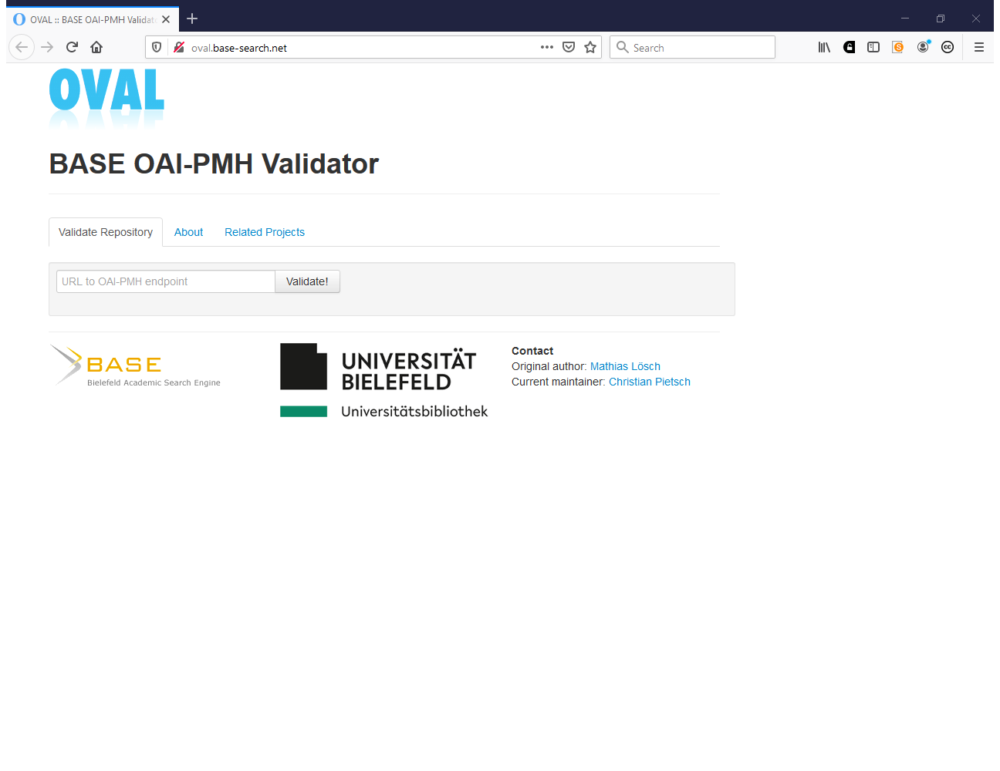 OVAL :: BASE OAI-PMH Validato
oval.base-search.net
Search
OVAL
BASE OAI-PMH Validator
Validate Repository About Related Projects
URL to OAI-PMH endpoint Validate!
BASE
Bielefeld Academic Search Engine
UNIVERSITÄT
BIELEFELD
Universitätsbibliothek
Contact
Original author: Mathias Lösch
Current maintainer: Christian Pietsch